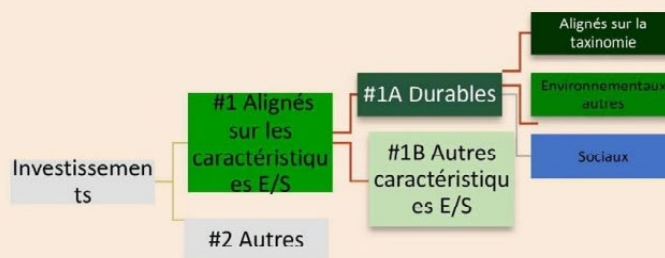 Investissemen
ts
#1 Alignés
sur les
caractéristiqu
es E/S
#2 Autres
#1A Durables
#1B Autres
caractéristiqu
es E/S
Alignés sur la
taxinomie
Environnementaux
autres
Sociaux